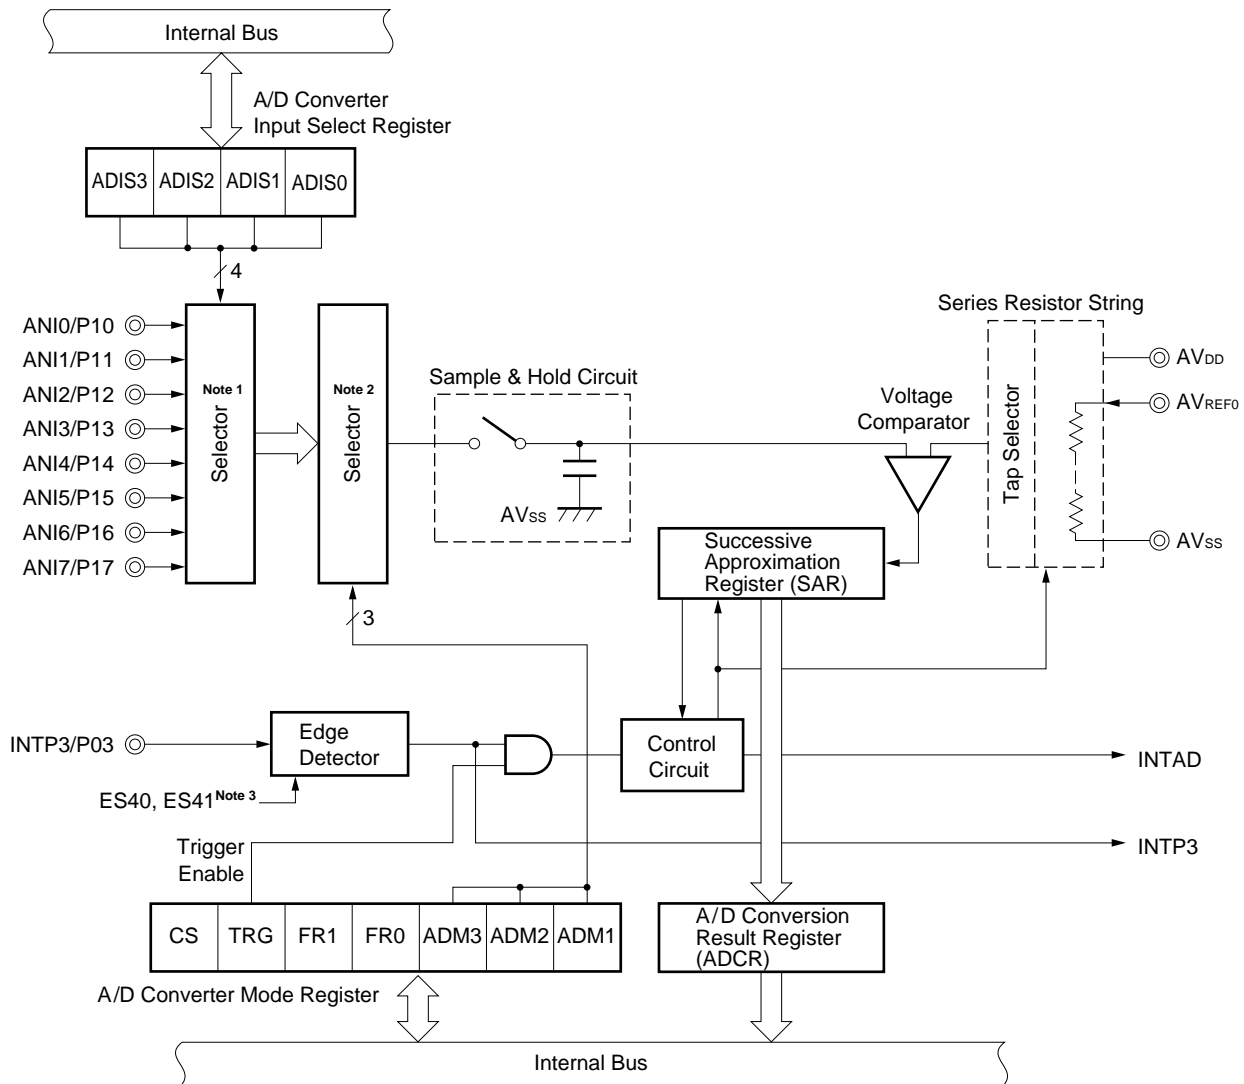 Internal Bus
A/D Converter
Input Select Register
ADIS3 ADIS2 ADIS1 ADIS0
4
Series Resistor String
ANI0/P10
ANI1/P11
ANI2/P12
ANI3/P13
ANI4/P14
ANI5/P15
ANI6/P16
ANI7/P17
Note 1
Selector
Note 2
Selector
Sample & Hold Circuit
AVSS
Voltage
Comparator
Tap Selector
AVDD
AVREF0
AVSS
Successive
Approximation
Register (SAR)
3
INTP3/P03
Edge
Detector
Control
Circuit
INTAD
ES40, ES41Note 3
Trigger
Enable
INTP3
CS TRG FR1 FR0 ADM3 ADM2 ADM1
A/D Conversion
Result Register
(ADCR)
A/D Converter Mode Register
Internal Bus